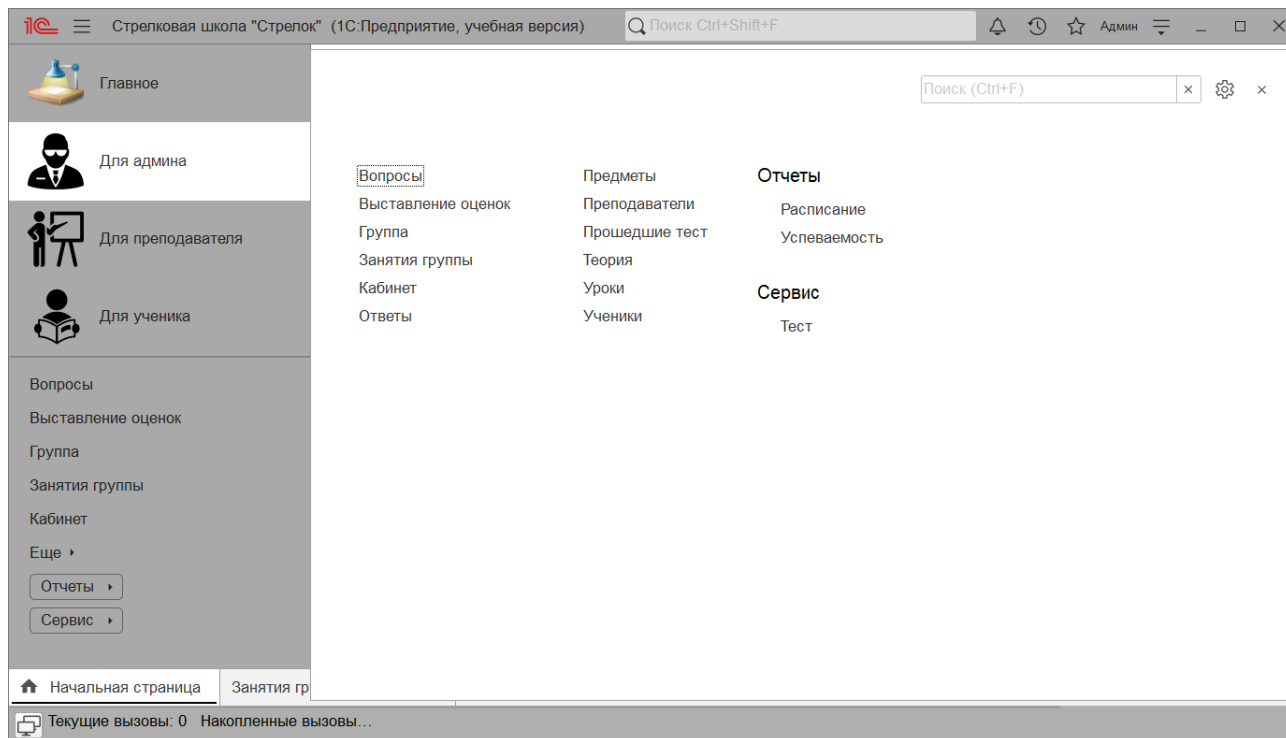 1С Стрелковая школа "Стрелок" (1С:Предприятие, учебная версия) Поиск Ctrl+Shift+F Админ
Главное
Для админа
Для преподавателя
Для ученика
Вопросы
Выставление оценок
Группа
Занятия группы
Кабинет
Еще
Отчеты
Сервис
Поиск (Ctrl+F)
Вопросы
Выставление оценок
Группа
Занятия группы
Кабинет
Ответы
Предметы
Преподаватели
Прошедшие тест
Теория
Уроки
Ученики
Отчеты
Расписание
Успеваемость
Сервис
Тест
Начальная страница Занятия гр
Текущие вызовы: 0 Накопленные вызовы…